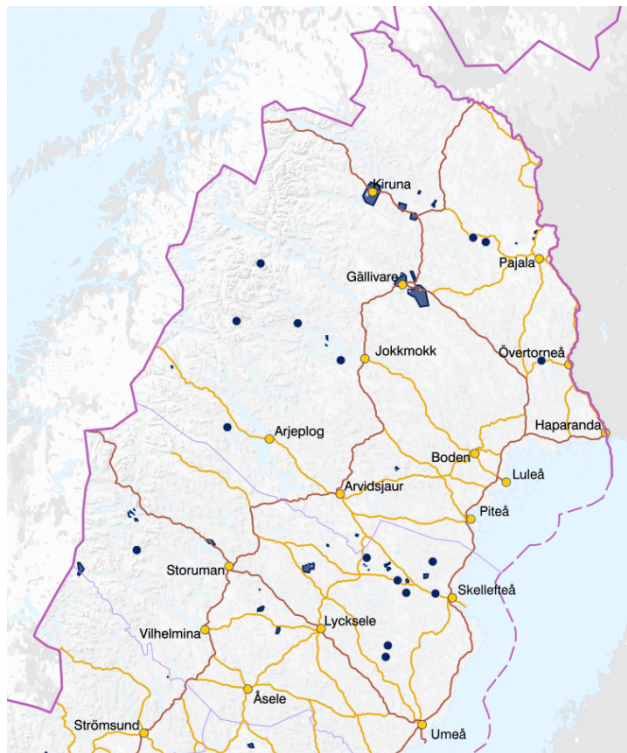 Kiruna
Gällivare
Pajala
Jokkmokk
Övertorneå
Haparanda
Arjeplog
Boden
Luleå
Arvidsjaur
Piteå
Storuman
Skellefteå
Vilhelmina
Lycksele
Åsele
Strömsund
Umeå